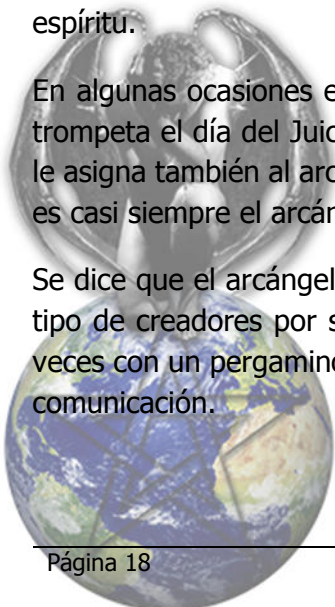 espíritu.
En algunas ocasiones e
trompeta el día del Juic
le asigna también al arc
es casi siempre el arcán
Se dice que el arcángel
tipo de creadores por s
veces con un pergamino
comunicación.
Página 18